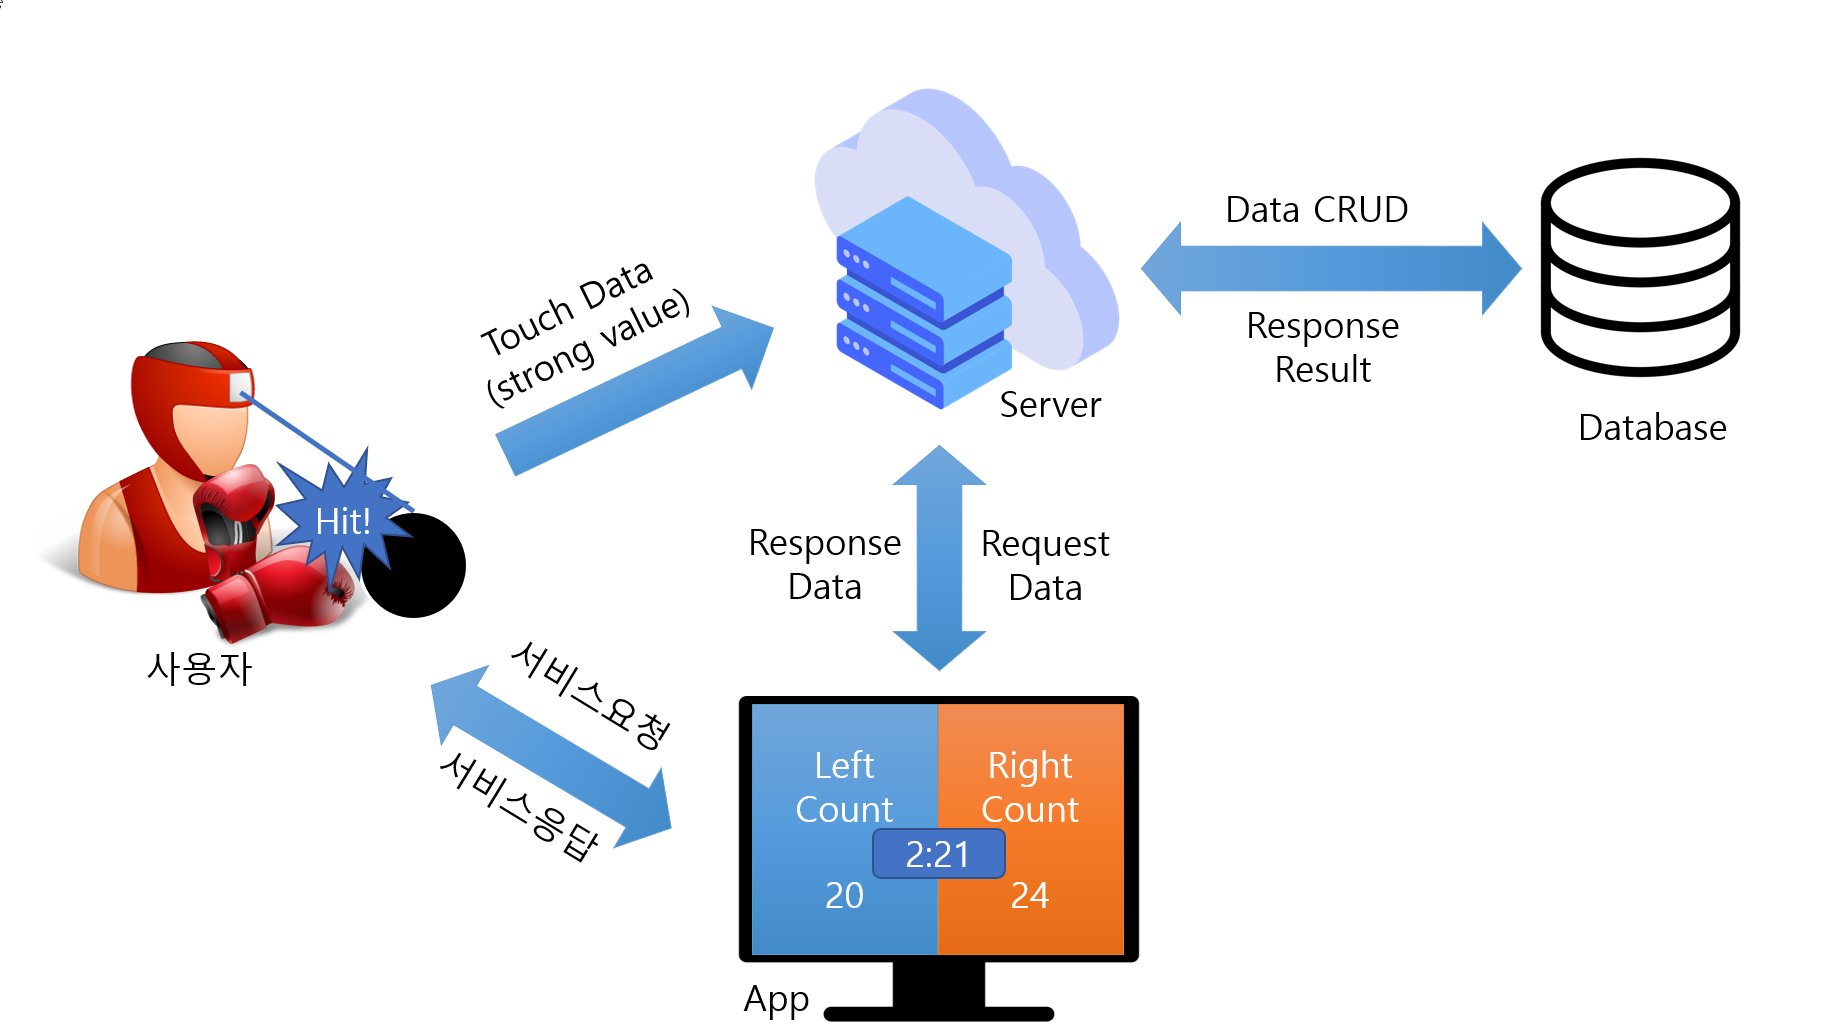 Touch Data
(strong value)
Server
Data CRUD
Response
Result
Database
Hit!
사용자
Response
Data
Request
Data
서비스요청
서비스응답
Left
Count
20
Right
Count
24
2:21
App